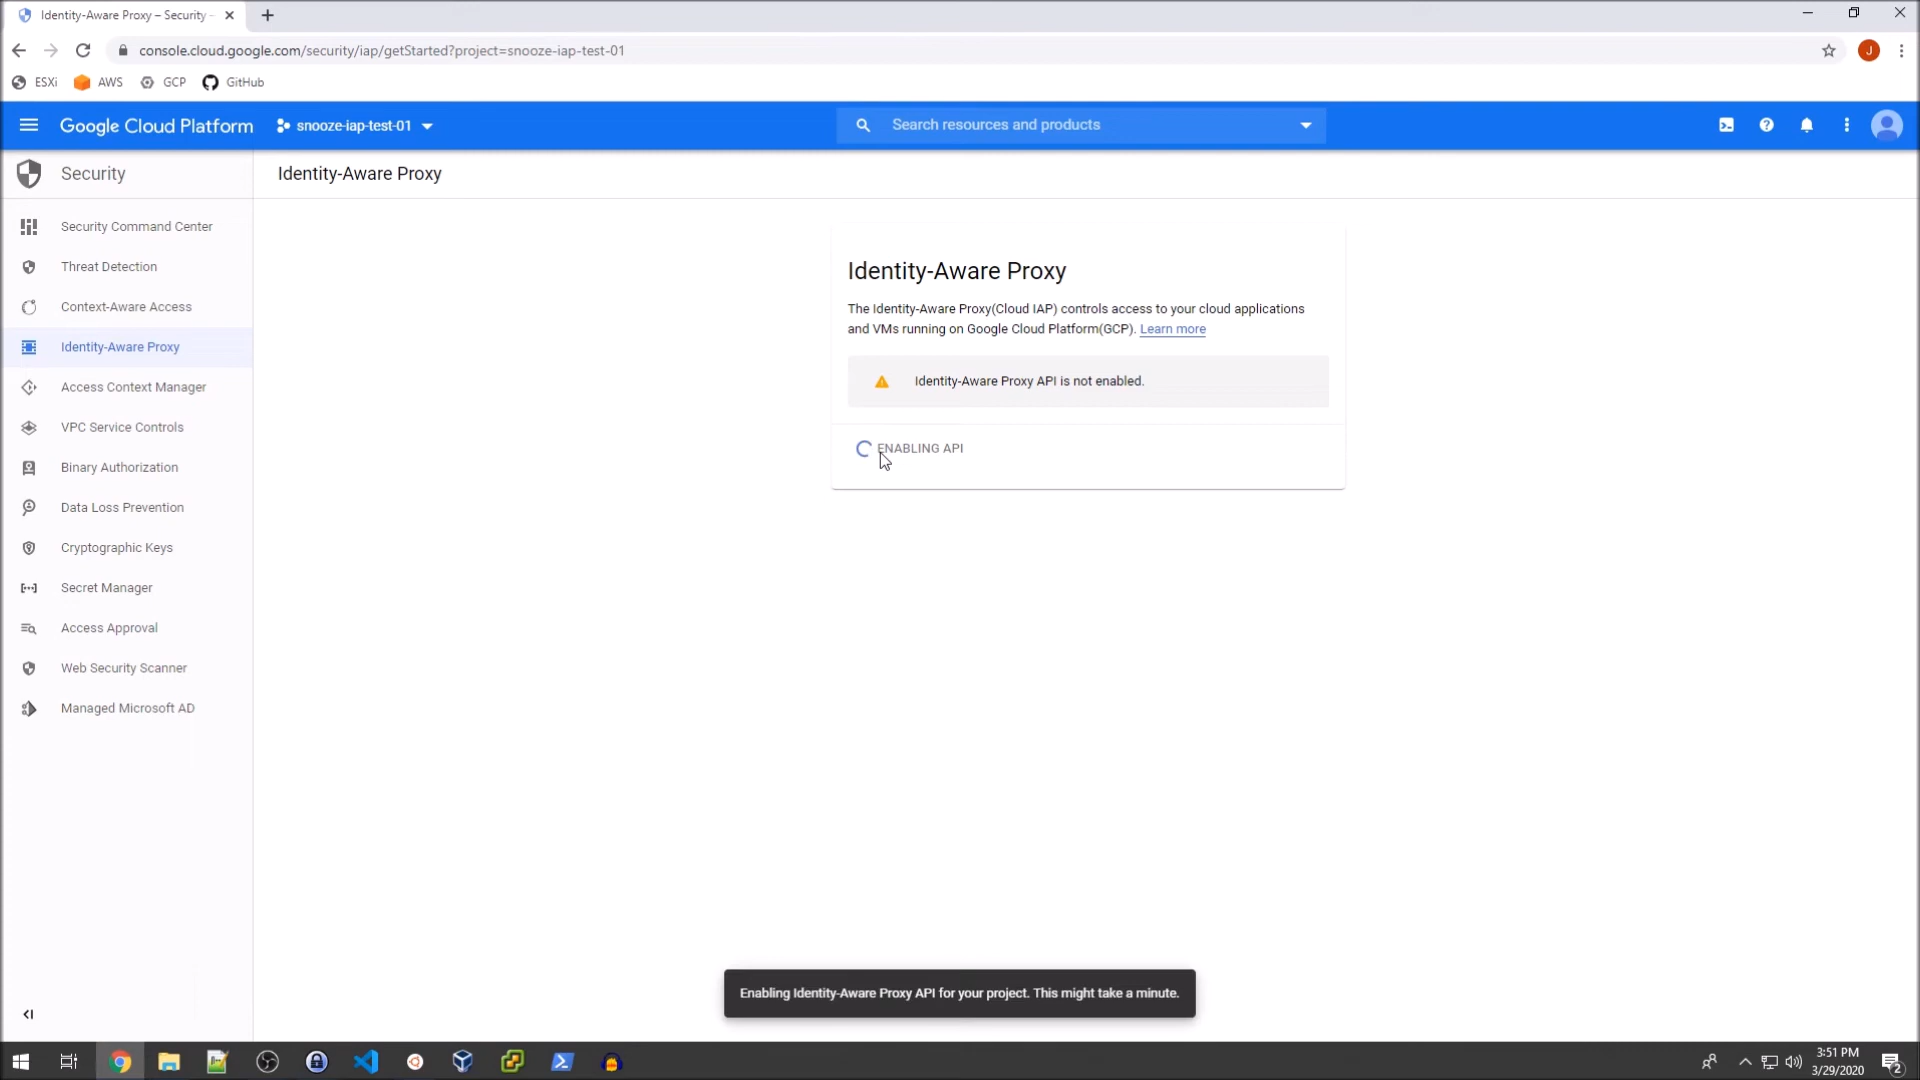 Identity-Aware Proxy – Security –
console.cloud.google.com/security/iap/getStarted?project=snooze-iap-test-01
J
ESXi
AWS
GCP
GitHub
Google Cloud Platform
snooze-iap-test-01
Search resources and products
Security
Identity-Aware Proxy
Security Command Center
Threat Detection
Context-Aware Access
Identity-Aware Proxy
Access Context Manager
VPC Service Controls
Binary Authorization
Data Loss Prevention
Cryptographic Keys
Secret Manager
Access Approval
Web Security Scanner
Managed Microsoft AD
Identity-Aware Proxy
The Identity-Aware Proxy(Cloud IAP) controls access to your cloud applications
and VMs running on Google Cloud Platform(GCP). Learn more
Identity-Aware Proxy API is not enabled.
ENABLING API
Enabling Identity-Aware Proxy API for your project. This might take a minute.
3:51 PM
3/29/2020
2